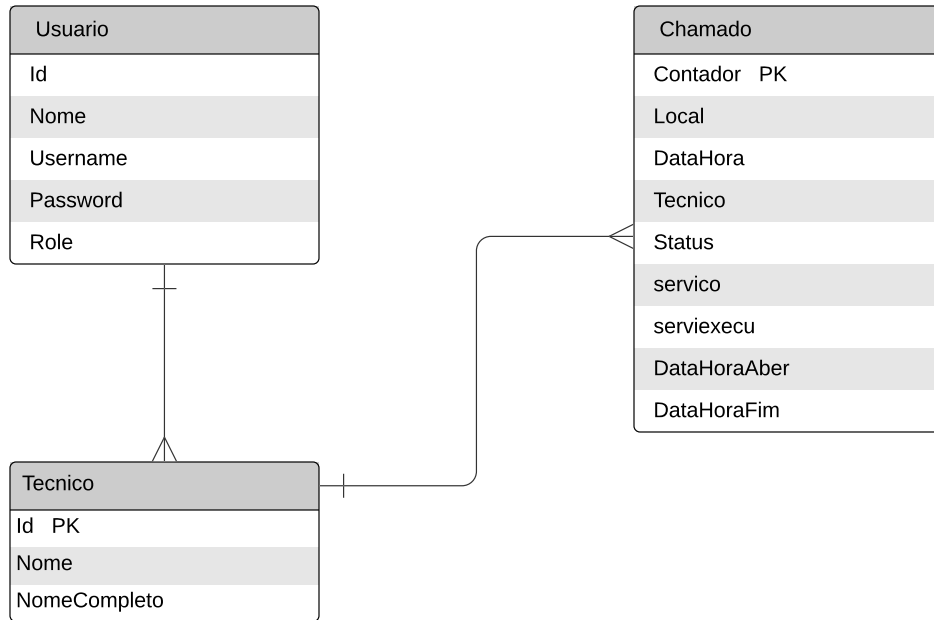 Usuario
Id
Nome
Username
Password
Role
Chamado
Contador PK
Local
DataHora
Tecnico
Status
servico
serviexecu
DataHoraAber
DataHoraFim
Tecnico
Id PK
Nome
NomeCompleto